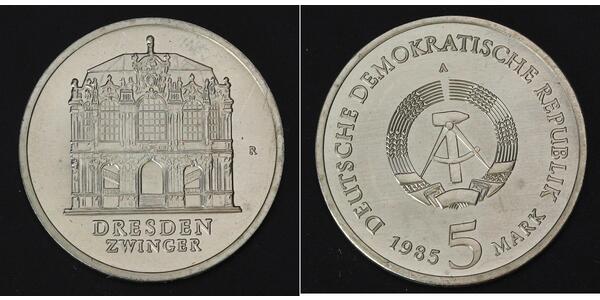 R
DRESDEN
ZWINGER
DEUTSCHE DEMOKRATISCHE REPUBLIK
A
1985 5 MARK